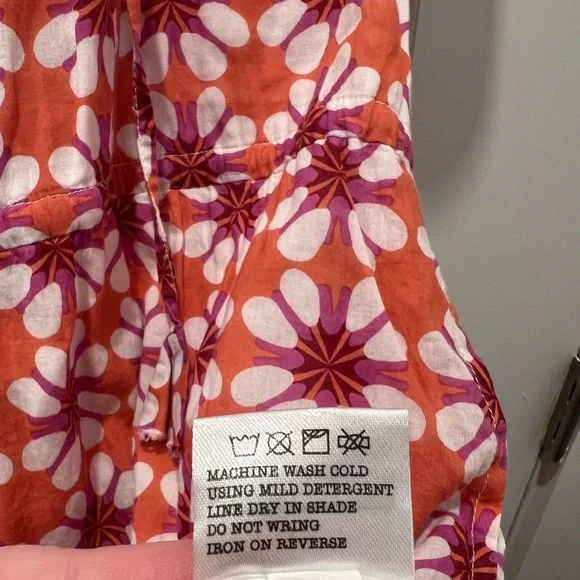 MACHINE WASH COLD
USING MILD DETERGENT
LINE DRY IN SHADE
DO NOT WRING
IRON ON REVERSE